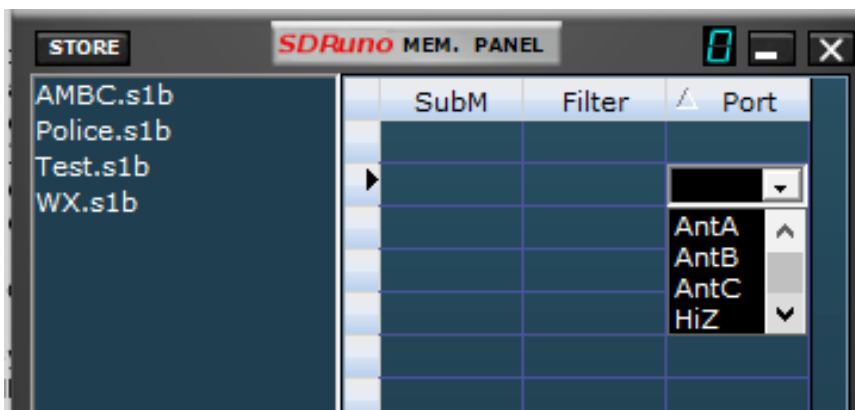 STORE SDRuno MEM. PANEL 0
AMBC.s1b
Police.s1b
Test.s1b
WX.s1b
SubM Filter Port
AntA
AntB
AntC
HiZ